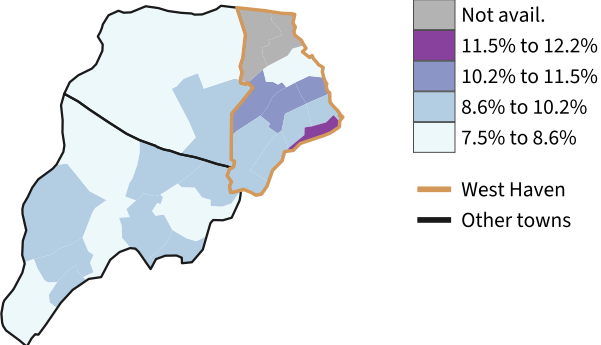 Not avail.
11.5% to 12.2%
10.2% to 11.5%
8.6% to 10.2%
7.5% to 8.6%
West Haven
Other towns